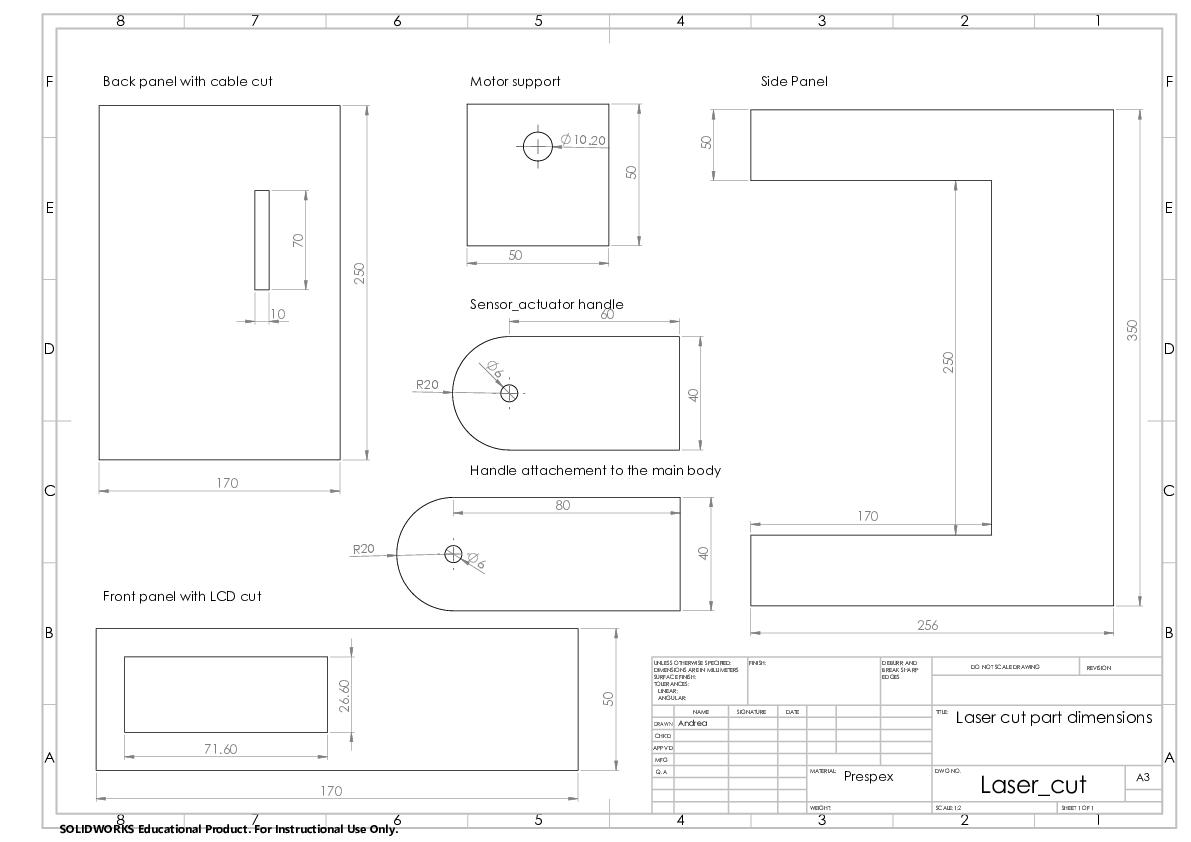 8 7 6 5 4 3 2 1
F F
Back panel with cable cut
Motor support
Side Panel
Ø10.20
50
50
50
E E
70
250
10
170
Sensor_actuator handle
60
R20
Ø6
40
D D
250
350
170
256
C C
Handle attachement to the main body
80
R20
Ø6
40
Front panel with LCD cut
B B
26.60
71.60
50
170
A A
UNLESS OTHERWISE SPECIFIED:
DIMENSIONS ARE IN MILLIMETERS
SURFACE FINISH:
TOLERANCES:
LINEAR:
ANGULAR:
FINISH:
DEBURR AND
BREAK SHARP
EDGES
DO NOT SCALE DRAWING
REVISION
NAME SIGNATURE DATE
DRAWN Andrea
CHK'D
APPV'D
MFG
Q.A
TITLE:
Laser cut part dimensions
MATERIAL:
Prespex
DWG NO.
Laser_cut
A3
WEIGHT:
SCALE:1:2
SHEET 1 OF 1
8 7 6 5 4 3 2 1
SOLIDWORKS Educational Product. For Instructional Use Only.